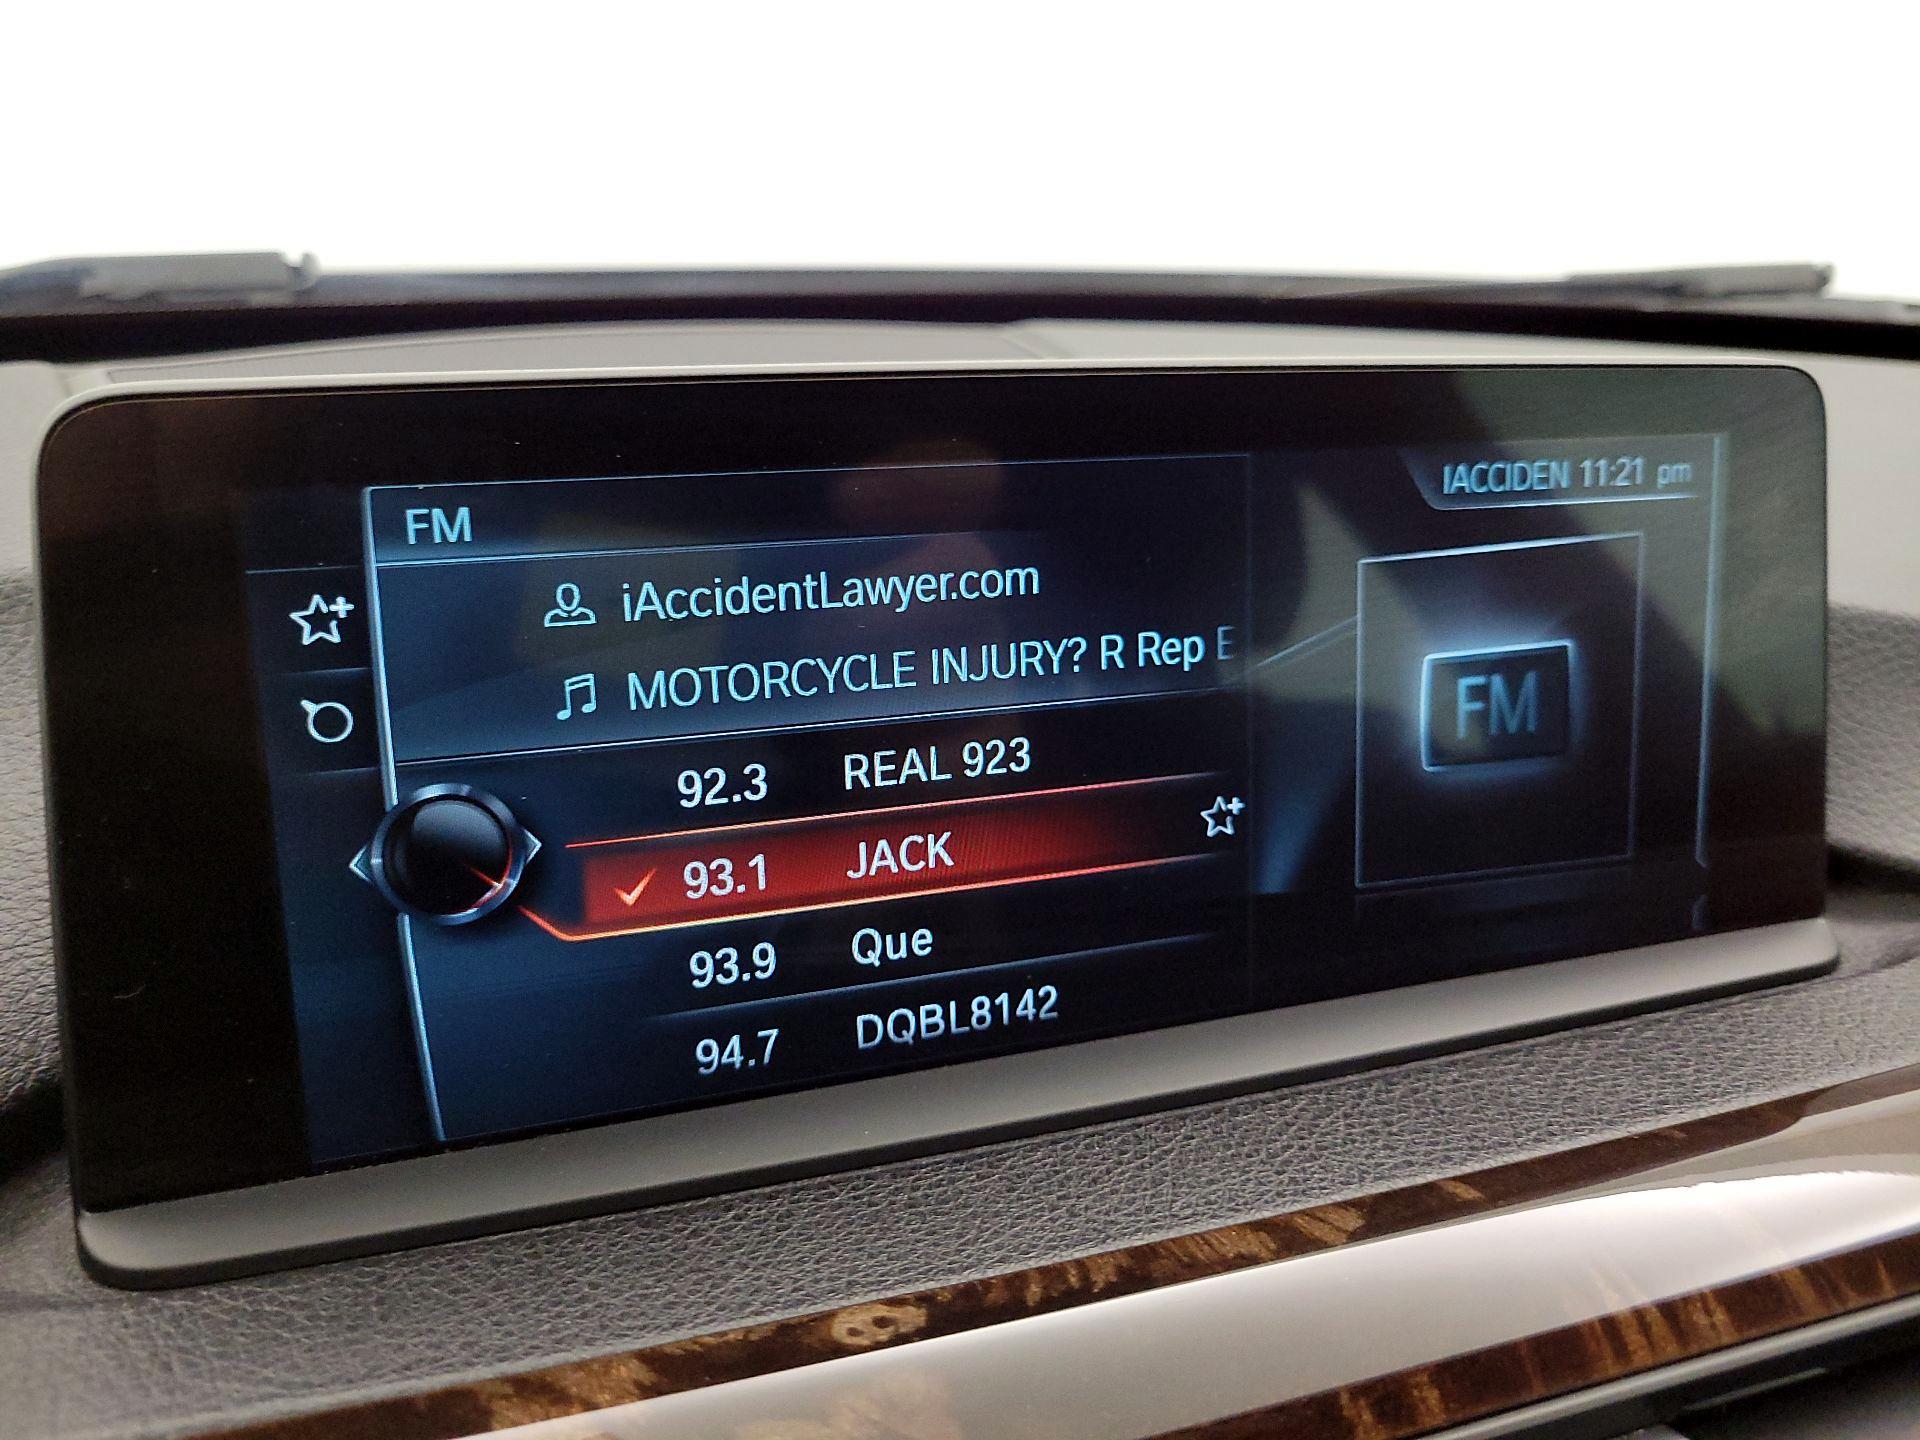 IACCIDEN 11:21 pm
FM
iAccidentLawyer.com
MOTORCYCLE INJURY? R Rep E
FM
92.3 REAL 923
93.1 JACK
93.9 Que
94.7 DQBL8142